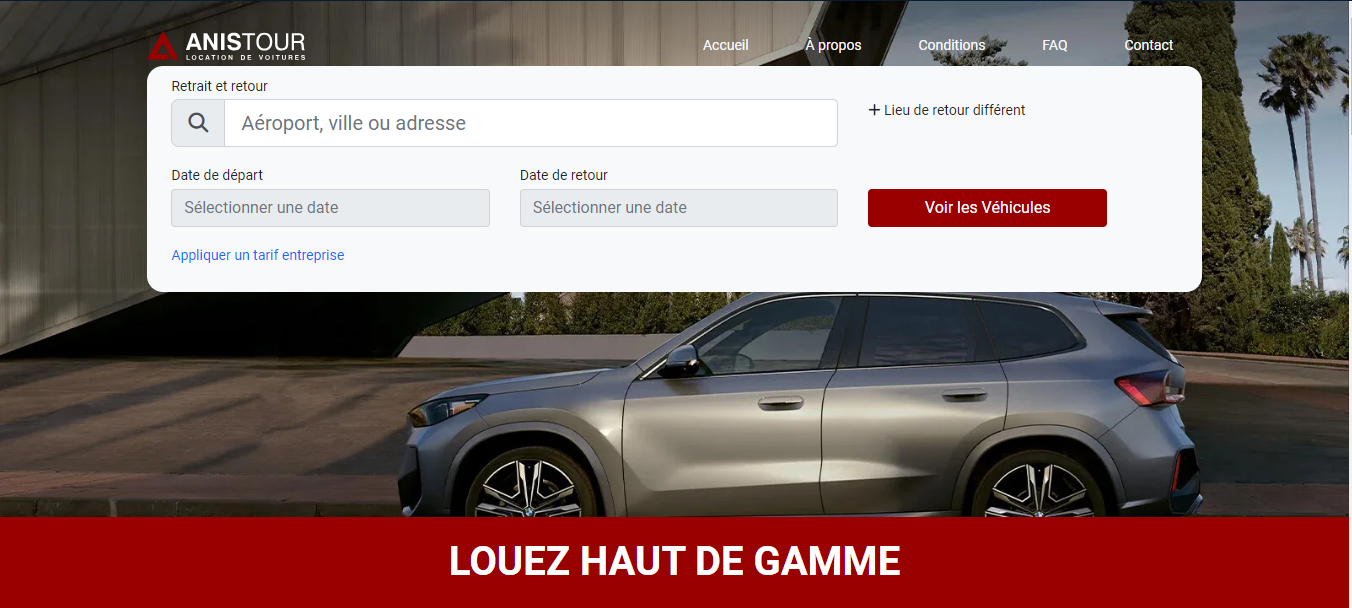 ANISTOUR
LOCATION DE VOITURES
Accueil
À propos
Conditions
FAQ
Contact
Retrait et retour
Aéroport, ville ou adresse
+ Lieu de retour différent
Date de départ
Date de retour
Sélectionner une date
Sélectionner une date
Voir les Véhicules
Appliquer un tarif entreprise
LOUEZ HAUT DE GAMME